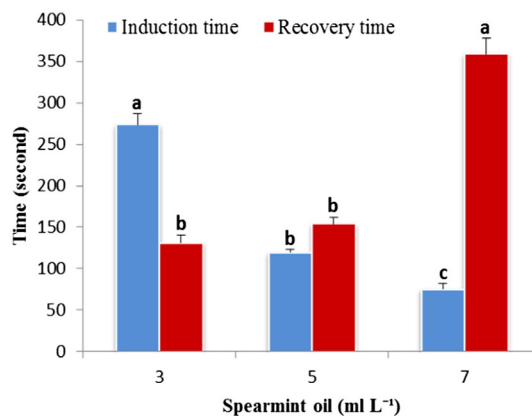 Induction time Recovery time
400
350
300
250
200
150
100
50
0
Time (second)
a
b
b
b
c
a
3 5 7
Spearmint oil (ml L⁻¹)